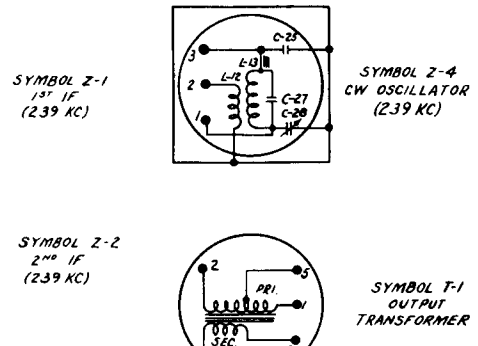 SYMBOL Z-1
1ST IF
(239 KC)
3
C-25
L-13
L-12
2
C-27
1
C-28
SYMBOL Z-4
CW OSCILLATOR
(239 KC)
SYMBOL Z-2
2ND IF
(239 KC)
2
5
PRI.
1
SEC.
SYMBOL T-1
OUTPUT
TRANSFORMER